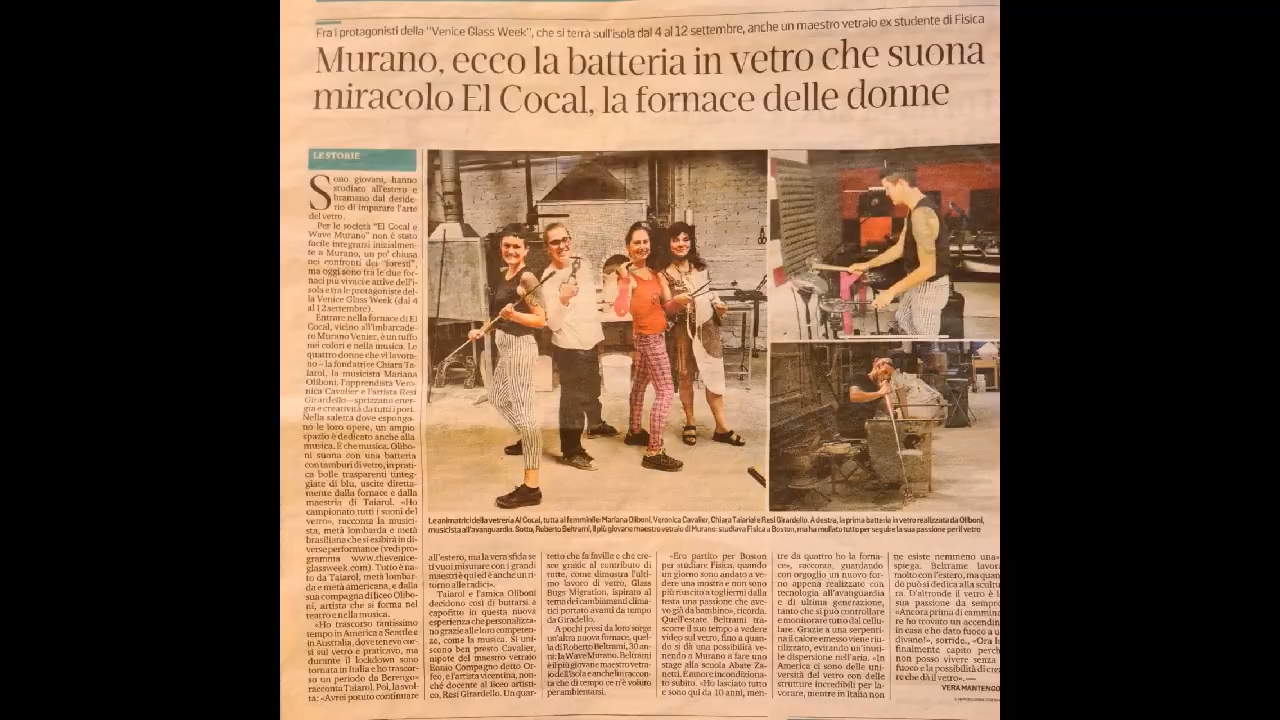 Fra i protagonisti della "Venice Glass Week", che si terrà sull'isola dal 4 al 12 settembre, anche un maestro vetraio ex studente di Fisica
Murano, ecco la batteria in vetro che suona
miracolo El Cocal, la fornace delle donne
LE STORIE
Sono giovani, hanno
studiato all'estero e
bramano dal deside-
rio di imparare l'arte
del vetro.
Per le società "El Cocal e
Wave Murano" non è stato
facile integrarsi inizialmen-
te a Murano, un po' chiusa
nei confronti dei "foresti",
ma oggi sono tra le due for-
naci più vivaci e attive dell'i-
sola e tra le protagoniste del-
la Venice Glass Week (dal 4
al 12 settembre).
Entrare nella fornace di El
Cocal, vicino all'imbarcade-
ro Murano Venier, è un tuffo
nei colori e nella musica. Le
quattro donne che vi lavora-
no – la fondatrice Chiara Ta-
iarol, la musicista Mariana
Oliboni, l'apprendista Vero-
nica Cavalier e l'artista Resi
Girardello – sprizzano ener-
gia e creatività da tutti i pori.
Nella saletta dove espongo-
no le loro opere, un ampio
spazio è dedicato anche alla
musica. E che musica. Olibo-
ni suona con una batteria
con tamburi di vetro, in prati-
ca bolle trasparenti tinteg-
giate di blu, uscite diretta-
mente dalla fornace e dalla
maestria di Taiarol. «Ho
campionato tutti i suoni del
vetro», racconta la musici-
sta, metà lombarda e metà
brasiliana che si esibirà in di-
verse performance (vedi pro-
gramma www.thevenice-
glassweek.com). Tutto è na-
to da Taiarol, metà lombar-
da e metà americana, e dalla
sua compagna di liceo Olibo-
ni, artista che si forma nel
teatro e nella musica.
«Ho trascorso tantissimo
tempo in America a Seattle e
in Australia, dove tenevo cor-
si sul vetro e praticavo, ma
durante il lockdown sono
tornata in Italia e ho trascor-
so un periodo da Berengo»
racconta Taiarol. Poi, la svol-
ta: «Avrei potuto continuare
Le animatrici della vetreria Al Cocal, tutta al femminile: Mariana Oliboni, Veronica Cavalier, Chiara Taiarial e Resi Girardello. A destra, la prima batteria in vetro realizzata da Oliboni,
musicista all'avanguardia. Sotto, Roberto Beltrami, il più giovane maestro vetraio di Murano: studiava Fisica a Boston, ma ha mollato tutto per seguire la sua passione per il vetro
all'estero, ma la vera sfida se
ti vuoi misurare con i grandi
maestri è qui ed è anche un ri-
torno alle radici».
Taiarol e l'amica Oliboni
decidono così di buttarsi a
capofitto in questa nuova
esperienza che personalizza-
no grazie alle loro competen-
ze, come la musica. Si uni-
scono ben presto Cavalier,
nipote del maestro vetraio
Ennio Compagno detto Or-
feo, e l'artista vicentina, non-
ché docente al liceo artisti-
co, Resi Girardello. Un quar-
tetto che fa faville e che cre-
sce grazie al contributo di
tutte, come dimostra l'ulti-
mo lavoro di vetro, Glass
Bugs Migration, ispirato al
tema dei cambiamenti clima-
tici portato avanti da tempo
da Girardello.
A pochi passi da loro sorge
un'altra nuova fornace, quel-
la di Roberto Beltrami, 30 an-
ni: la Wave Murano. Beltrami
è il più giovane maestro vetra-
io dell'isola e anche lui raccon-
ta che di tempo ce n'è voluto
per ambientarsi.
«Ero partito per Boston
per studiare Fisica, quando
un giorno sono andato a ve-
dere una mostra e non sono
più riuscito a togliermi dalla
testa una passione che ave-
vo già da bambino», ricorda.
Quell'estate Beltrami tra-
scorre il suo tempo a vedere
video sul vetro, fino a quan-
do si dà una possibilità ve-
nendo a Murano a fare uno
stage alla scuola Abate Za-
netti. È amore incondiziona-
to subito. «Ho lasciato tutto
e sono qui da 10 anni, men-
tre da quattro ho la forna-
ce», racconta, guardando
con orgoglio un nuovo for-
no appena realizzato con
tecnologia all'avanguardia
e di ultima generazione,
tanto che si può controllare
e monitorare tutto dal cellu-
lare. Grazie a una serpenti-
na il calore emesso viene riu-
tilizzato, evitando un'inuti-
le dispersione nell'aria. «In
America ci sono delle uni-
versità del vetro con delle
strutture incredibili per la-
vorare, mentre in Italia non
ne esiste nemmeno una»
spiega. Beltrame lavora
molto con l'estero, ma quan
do può si dedica alla scultu
ra. D'altronde il vetro è l
sua passione da sempre
«Ancora prima di cammina
re ho trovato un accendin
in casa e ho dato fuoco a u
divano!», sorride, «Ora h
finalmente capito perch
non posso vivere senza
fuoco e la possibilità di cre
re che dà il vetro». —
VERA MANTENGO